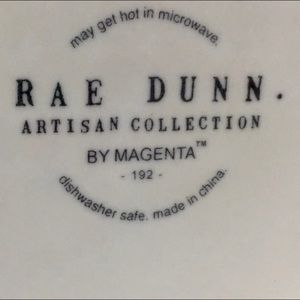 may get hot in microwave.
RAE DUNN.
ARTISAN COLLECTION
BY MAGENTA™
- 192 -
dishwasher safe. made in china.